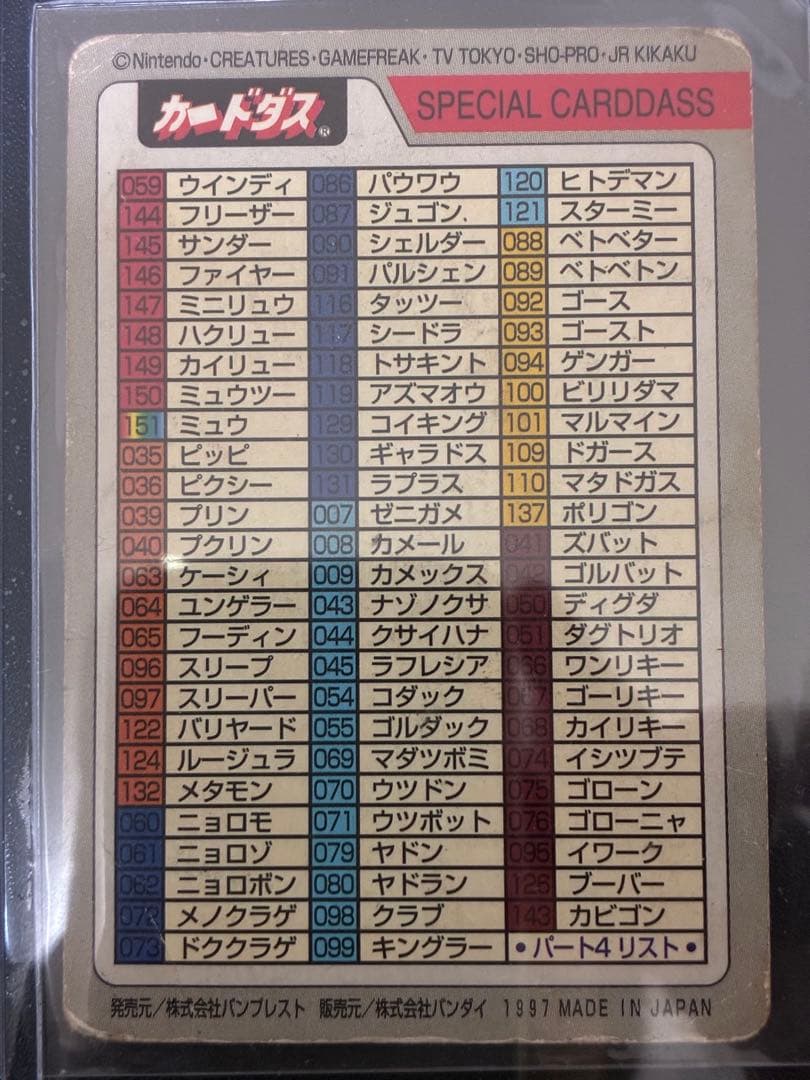 ©Nintendo・CREATURES・GAMEFREAK・TV TOKYO・SHO-PRO・JR KIKAKU
カードダス®
SPECIAL CARDDASS
059 ウインディ
144 フリーザー
145 サンダー
146 ファイヤー
147 ミニリュウ
148 ハクリュー
149 カイリュー
150 ミュウツー
151 ミュウ
035 ピッピ
036 ピクシー
039 プリン
040 プクリン
063 ケーシィ
064 ユンゲラー
065 フーディン
096 スリープ
097 スリーパー
122 バリヤード
124 ルージュラ
132 メタモン
060 ニョロモ
061 ニョロゾ
062 ニョロボン
072 メノクラゲ
073 ドククラゲ
086 パウワウ
087 ジュゴン
090 シェルダー
091 パルシェン
116 タッツー
117 シードラ
118 トサキント
119 アズマオウ
129 コイキング
130 ギャラドス
131 ラプラス
007 ゼニガメ
008 カメール
009 カメックス
043 ナゾノクサ
044 クサイハナ
045 ラフレシア
054 コダック
055 ゴルダック
069 マダツボミ
070 ウツドン
071 ウツボット
079 ヤドン
080 ヤドラン
098 クラブ
099 キングラー
120 ヒトデマン
121 スターミー
088 ベトベター
089 ベトベトン
092 ゴース
093 ゴースト
094 ゲンガー
100 ビリリダマ
101 マルマイン
109 ドガース
110 マタドガス
137 ポリゴン
041 ズバット
042 ゴルバット
050 ディグダ
051 ダグトリオ
066 ワンリキー
067 ゴーリキー
068 カイリキー
074 イシツブテ
075 ゴローン
076 ゴローニャ
095 イワーク
126 ブーバー
143 カビゴン
•パート4リスト•
発売元／株式会社バンプレスト 販売元／株式会社バンダイ 1997 MADE IN JAPAN